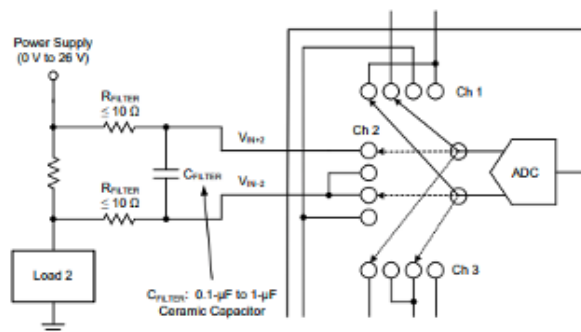 Power Supply
(0 V to 26 V)
RFILTER
≤ 10 Ω
VIN+2
CFILTER
RFILTER
≤ 10 Ω
VIN-2
Load 2
CFILTER: 0.1-μF to 1-μF
Ceramic Capacitor
Ch 1
Ch 2
ADC
Ch 3